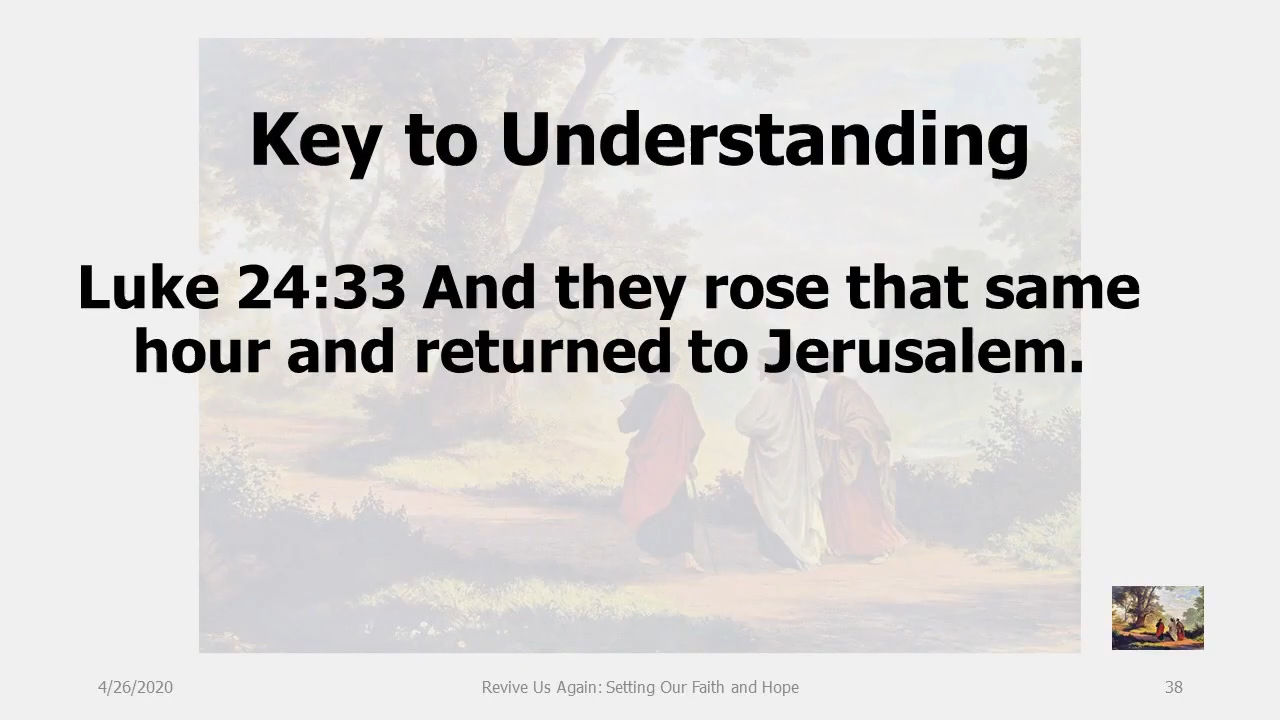 Key to Understanding
Luke 24:33 And they rose that same
hour and returned to Jerusalem.
4/26/2020
Revive Us Again: Setting Our Faith and Hope
38